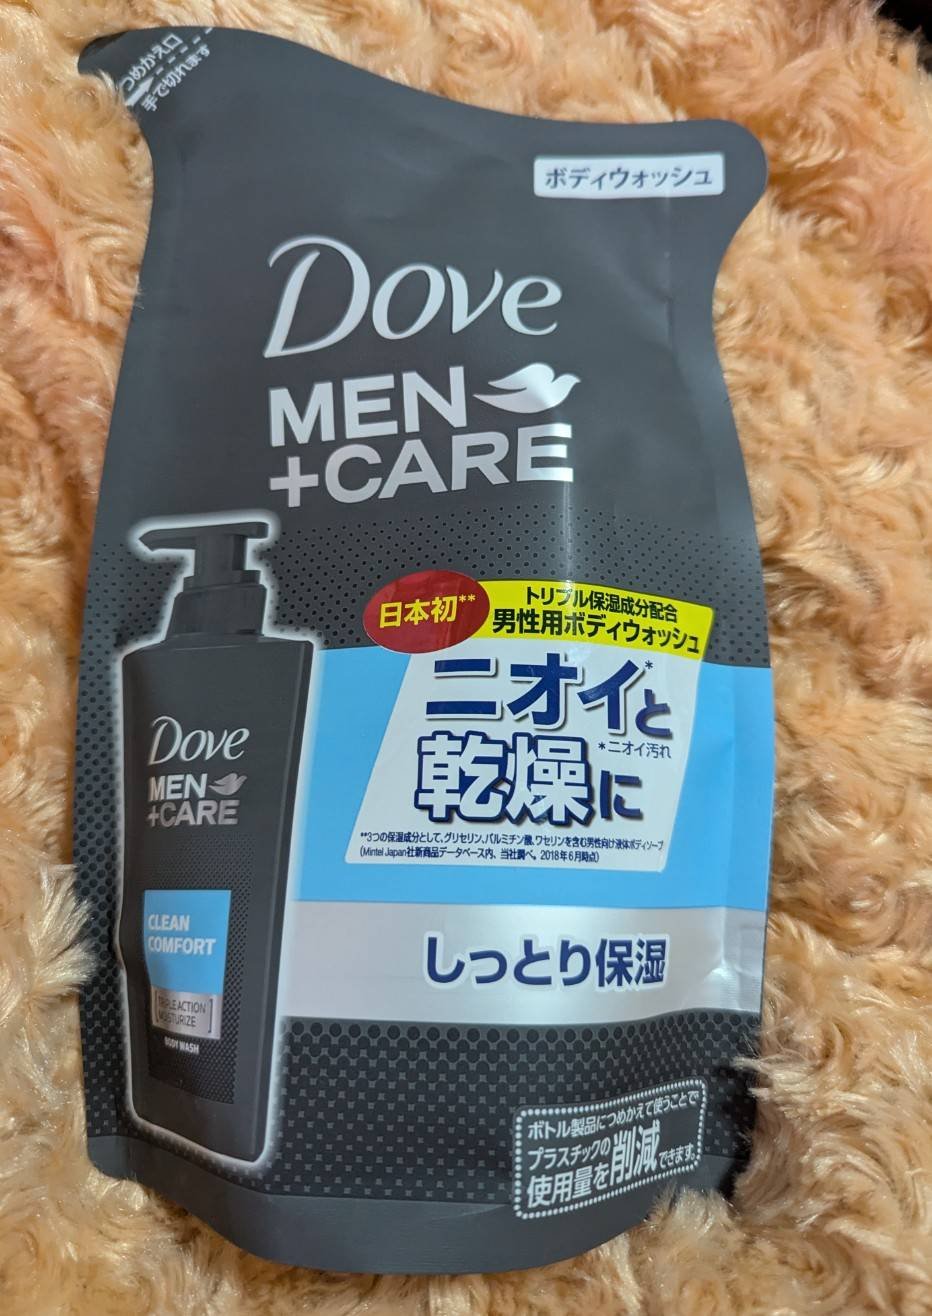 つめかえ口
手で切れます
ボディウォッシュ
Dove
MEN
+CARE
日本初**
トリプル保湿成分配合
男性用ボディウォッシュ
ニオイ*と
*ニオイ汚れ
乾燥に
**3つの保湿成分として、グリセリン、パルミチン酸、ワセリンを含む男性向け液体ボディソープ
(Mintel Japan社新商品データベース内、当社調べ。2018年6月時点)
しっとり保湿
Dove
MEN
+CARE
CLEAN
COMFORT
TRIPLE ACTION
MOISTURIZE
BODY WASH
ボトル製品につめかえて使うことで
プラスチックの
使用量を削減できます。